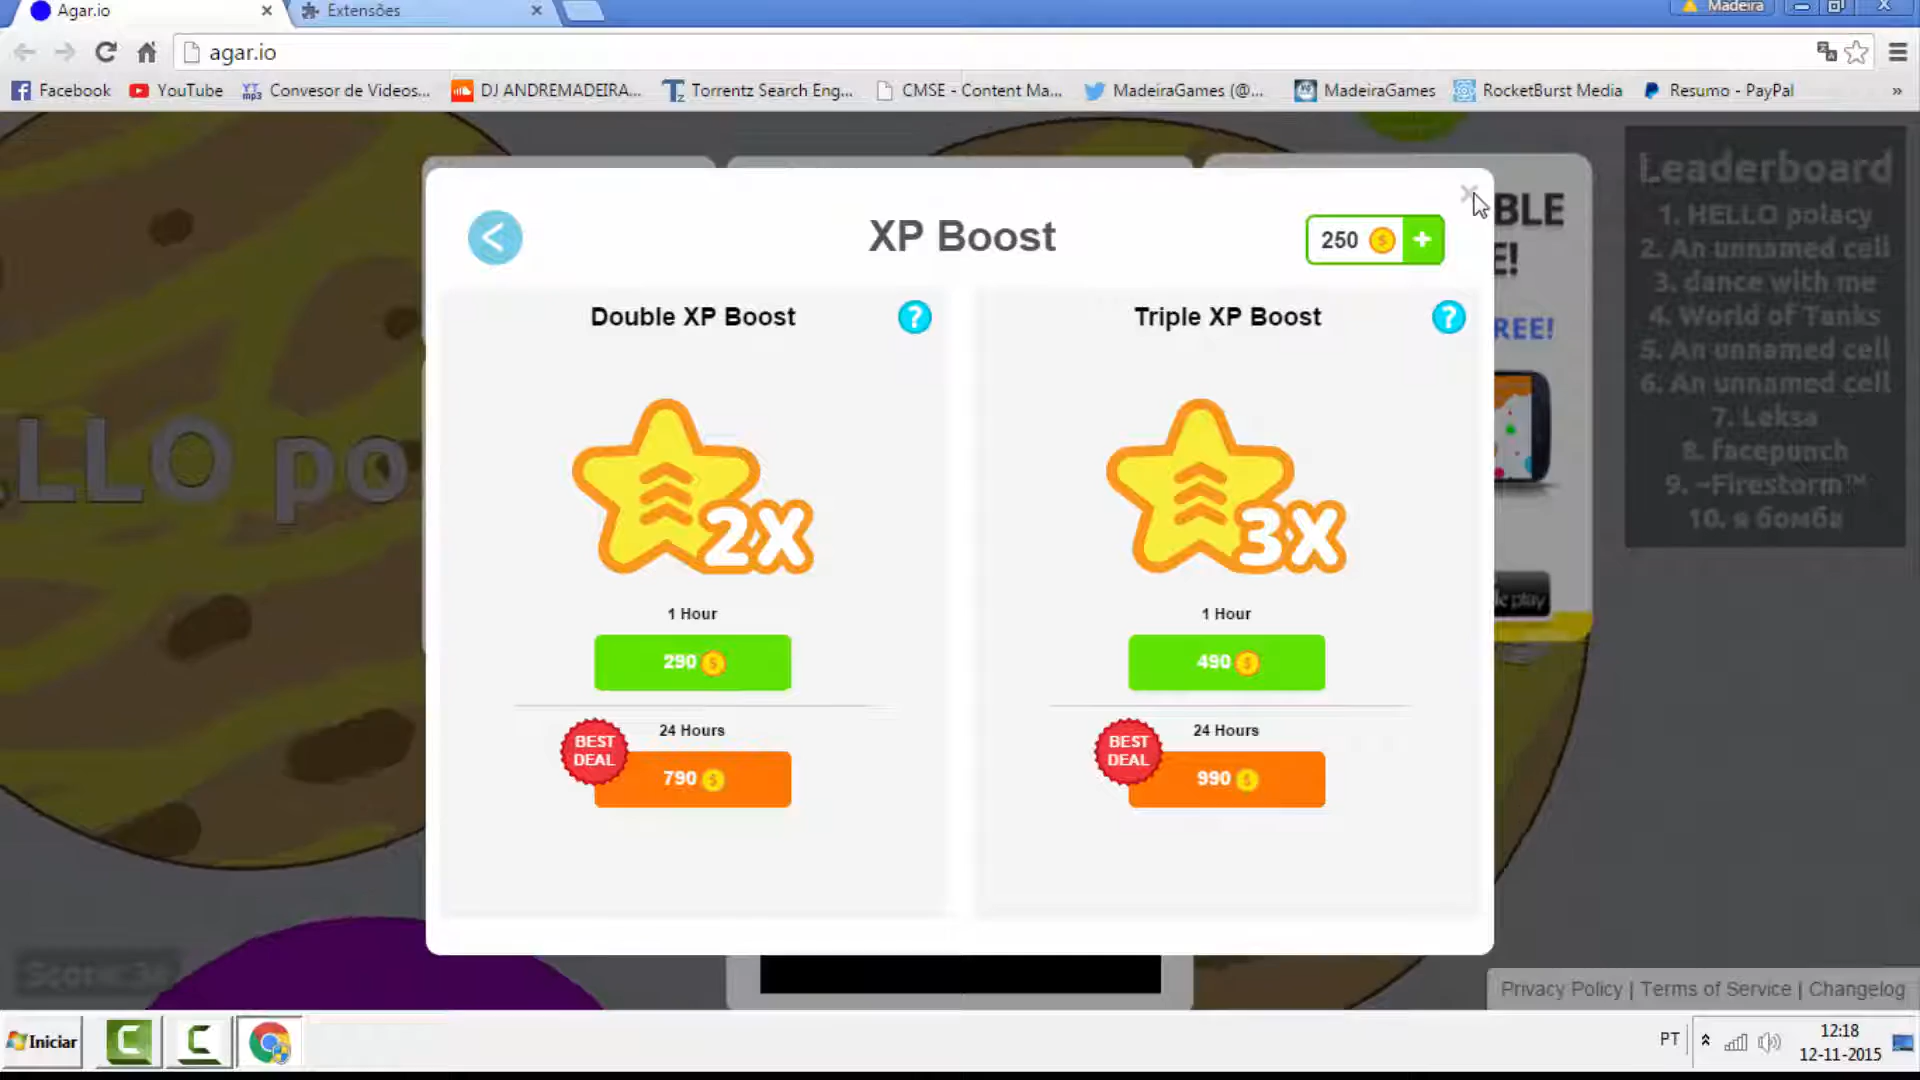 Agar.io
Extensões
Madeira
agar.io
Facebook
YouTube
YT mp3
Convesor de Videos...
DJ ANDREMADEIRA...
Torrentz Search Eng...
CMSE - Content Ma...
MadeiraGames (@...
MadeiraGames
RocketBurst Media
Resumo - PayPal
»
XP Boost
250
Double XP Boost
?
Triple XP Boost
?
2X
3X
1 Hour
1 Hour
290
490
24 Hours
24 Hours
BEST DEAL
BEST DEAL
790
990
BLE
E!
REE!
le play
LLO po
Leaderboard
1. HELLO polacy
2. An unnamed cell
3. dance with me
4. World of Tanks
5. An unnamed cell
6. An unnamed cell
7. Leksa
8. facepunch
9. ~Firestorm™
10. я бомба
Privacy Policy | Terms of Service | Changelog
Iniciar
PT
12:18
12-11-2015